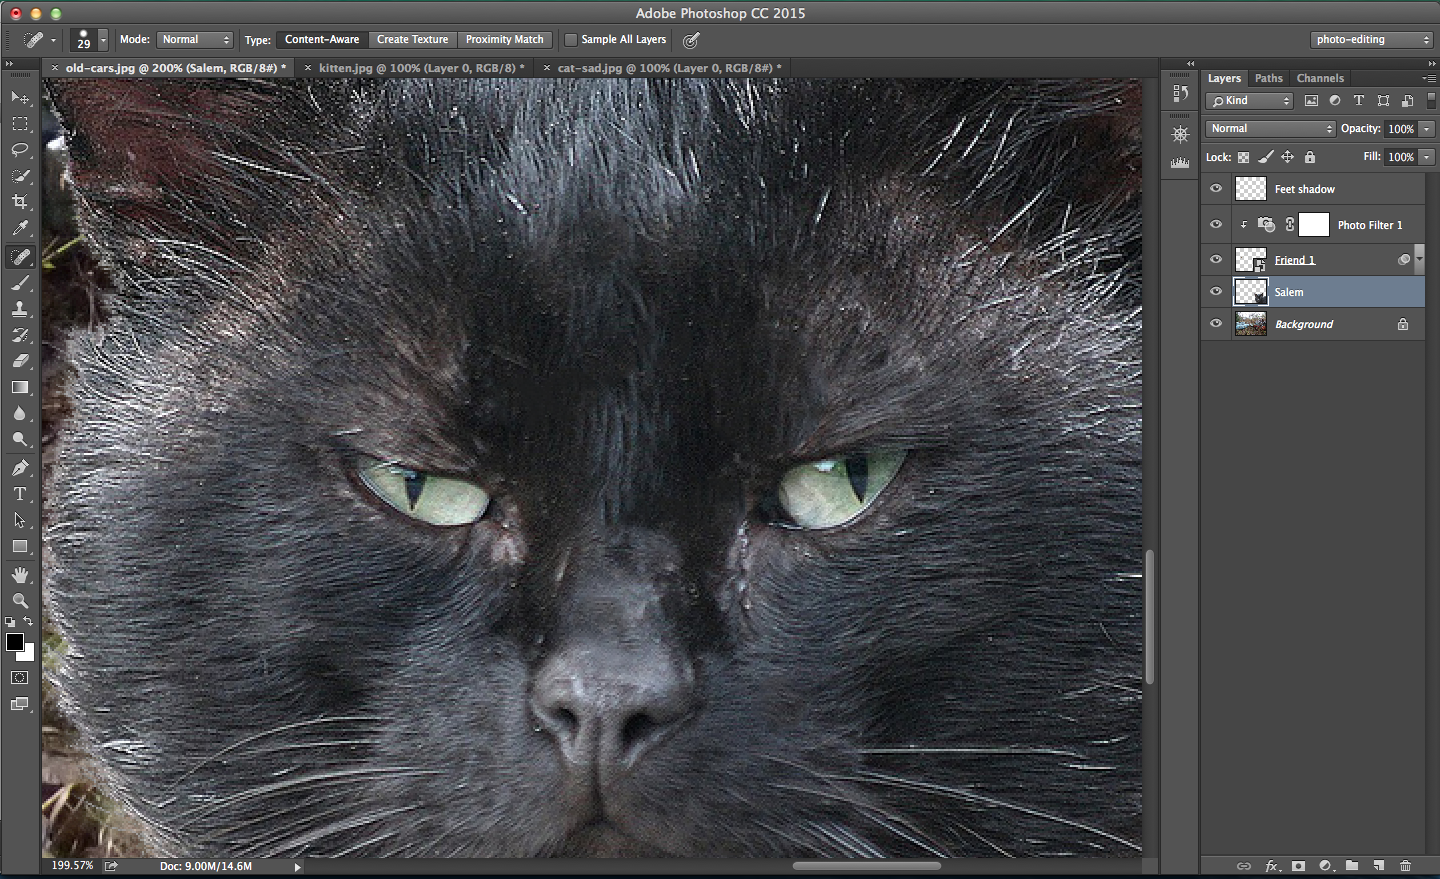 Adobe Photoshop CC 2015
29 Mode: Normal Type: Content-Aware Create Texture Proximity Match Sample All Layers photo-editing
× old-cars.jpg @ 200% (Salem, RGB/8#) * × kitten.jpg @ 100% (Layer 0, RGB/8) * × cat-sad.jpg @ 100% (Layer 0, RGB/8#) *
Layers Paths Channels
Kind
Normal Opacity: 100%
Lock: Fill: 100%
Feet shadow
Photo Filter 1
Friend 1
Salem
Background
199.57% Doc: 9.00M/14.6M